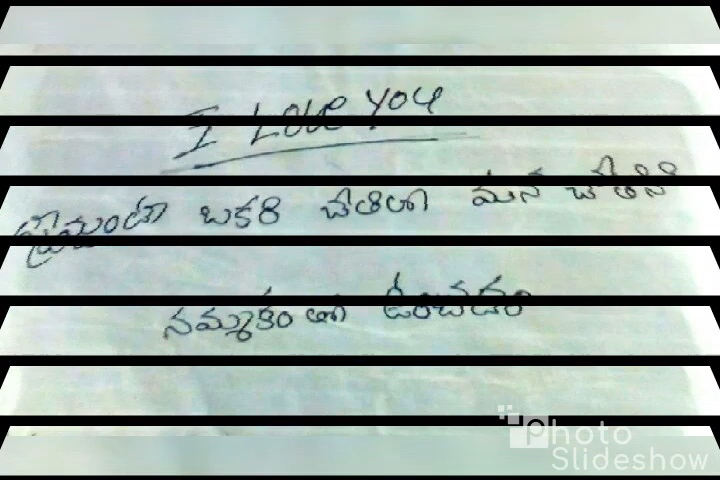 I Love You
ప్రేమంటా ఒకరి చేతిలో మన చేతిని
నమ్మకం తో ఉంచడం
Photo
Slideshow